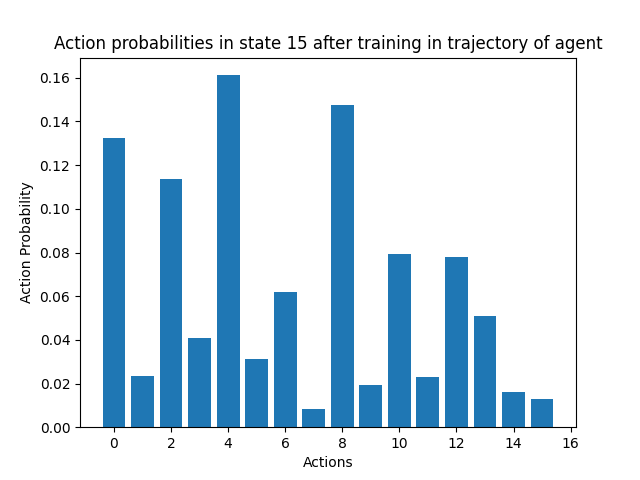 Action probabilities in state 15 after training in trajectory of agent
0.16
0.14
0.12
0.10
0.08
0.06
0.04
0.02
0.00
Action Probability
0 2 4 6 8 10 12 14 16
Actions